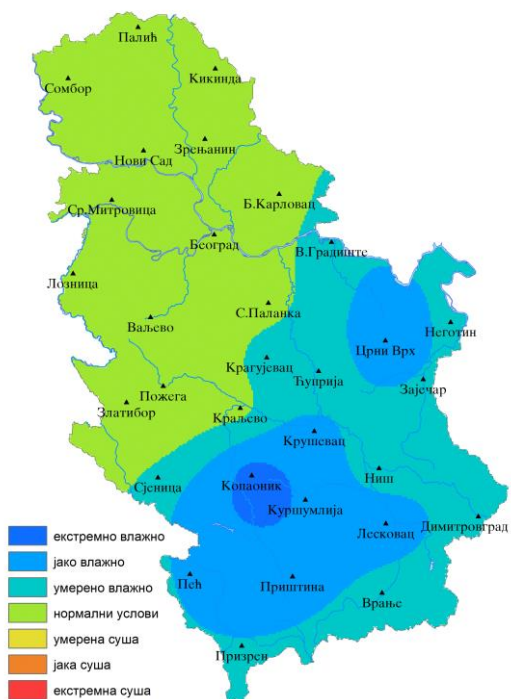 Палић
Кикинда
Сомбор
Зрењанин
Нови Сад
Ср.Митровица
Б.Карловац
Београд
В.Градиште
Лозница
С.Паланка
Ваљево
Неготин
Црни Врх
Крагујевац
Ћуприја
Зајечар
Пожега
Златибор
Краљево
Крушевац
Ниш
Сјеница
Копаоник
Куршумлија
Лесковац
Димитровград
Пећ
Приштина
Врање
Призрен
екстремно влажно
јако влажно
умерено влажно
нормални услови
умерена суша
јака суша
екстремна суша